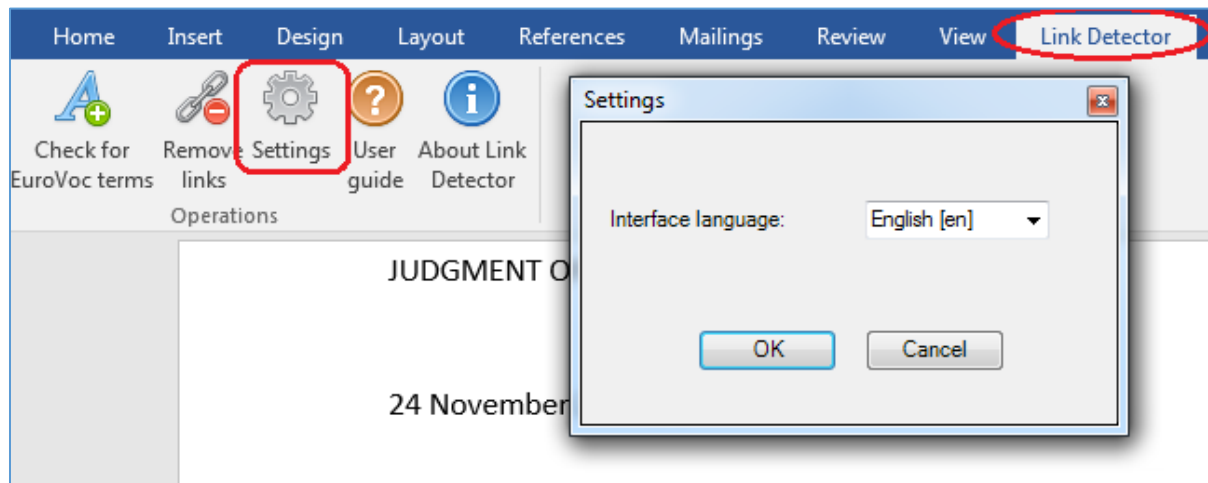 Home Insert Design Layout References Mailings Review View Link Detector
Check for EuroVoc terms
Remove links
Settings
User guide
About Link Detector
Operations
Settings
Interface language: English [en]
OK Cancel
JUDGMENT O
24 November